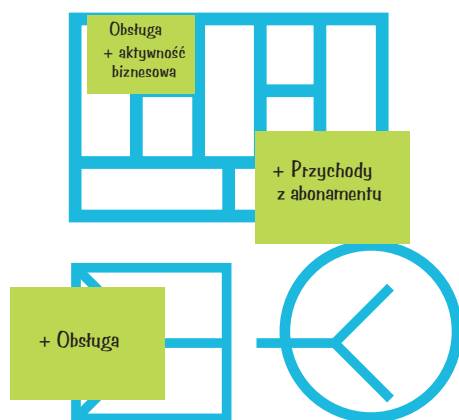 Obsługa
+ aktywność
biznesowa
+ Przychody
z abonamentu
+ Obsługa